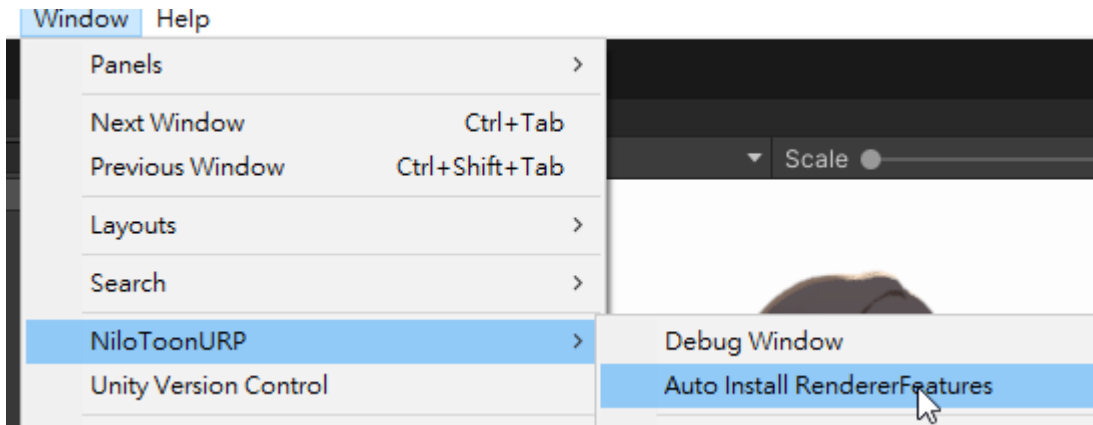 Window Help
Panels
Next Window Ctrl+Tab
Previous Window Ctrl+Shift+Tab
Scale
Layouts
Search
NiloToonURP
Debug Window
Unity Version Control
Auto Install RendererFeatures